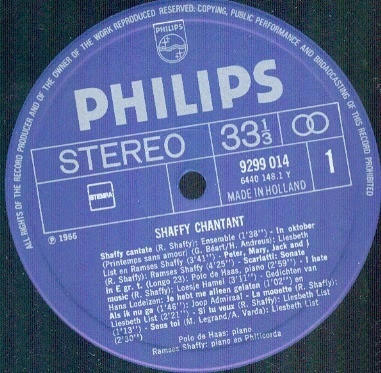 ALL RIGHTS OF THE RECORD PRODUCER AND OF THE OWNER OF THE WORK REPRODUCED RESERVED: COPYING, PUBLIC PERFORMANCE AND BROADCASTING OF THIS RECORD PROHIBITED
PHILIPS
PHILIPS
STEREO 33 1/3
STEMRA
9299 014
6440 148.1 Y
MADE IN HOLLAND
1
℗ 1966
SHAFFY CHANTANT
Shaffy cantate (R. Shaffy): Ensemble (1'38") - In oktober
(Printemps sans amour) (G. Béart/H. Andreus): Liesbeth
List en Ramses Shaffy (3'41") - Peter, Mary, Jack and I
(R. Shaffy): Ramses Shaffy (4'25") - Scarlatti: Sonate
in E gr. t. (Longo 23): Polo de Haas, piano (2'59") - I hate
music (R. Shaffy): Loesje Hamel (3'11") - Gedichten van
Hans Lodeizen: Je hebt me alleen gelaten (1'02") en
Als ik nu ga (1'46"): Joop Admiraal - La mouette (R. Shaffy):
Liesbeth List (2'21") - Si tu veux (R. Shaffy): Liesbeth List
(1'13") - Sans toi (M. Legrand/A. Varda): Liesbeth List
(2'30")
Polo de Haas: piano
Ramses Shaffy: piano en Philicorda